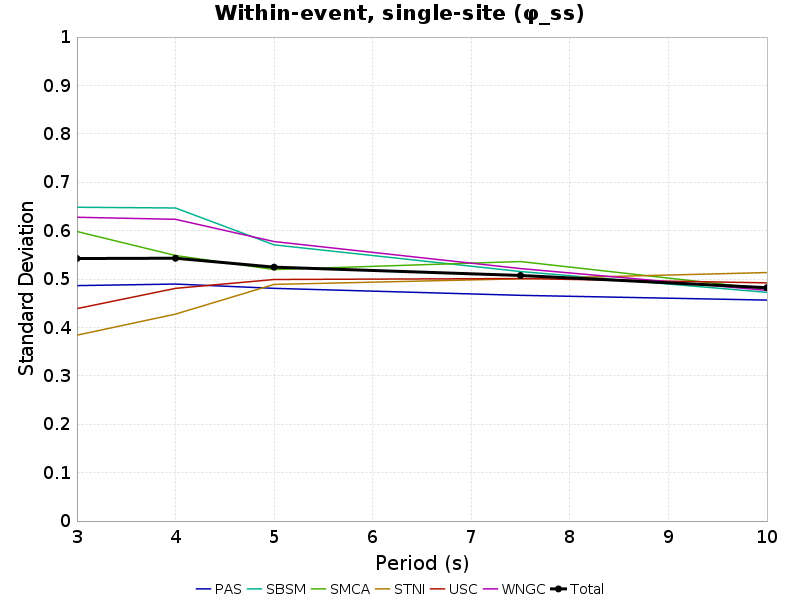 Within-event, single-site (φ_ss)
Standard Deviation
1
0.9
0.8
0.7
0.6
0.5
0.4
0.3
0.2
0.1
0
3 4 5 6 7 8 9 10
Period (s)
PAS SBSM SMCA STNI USC WNGC Total